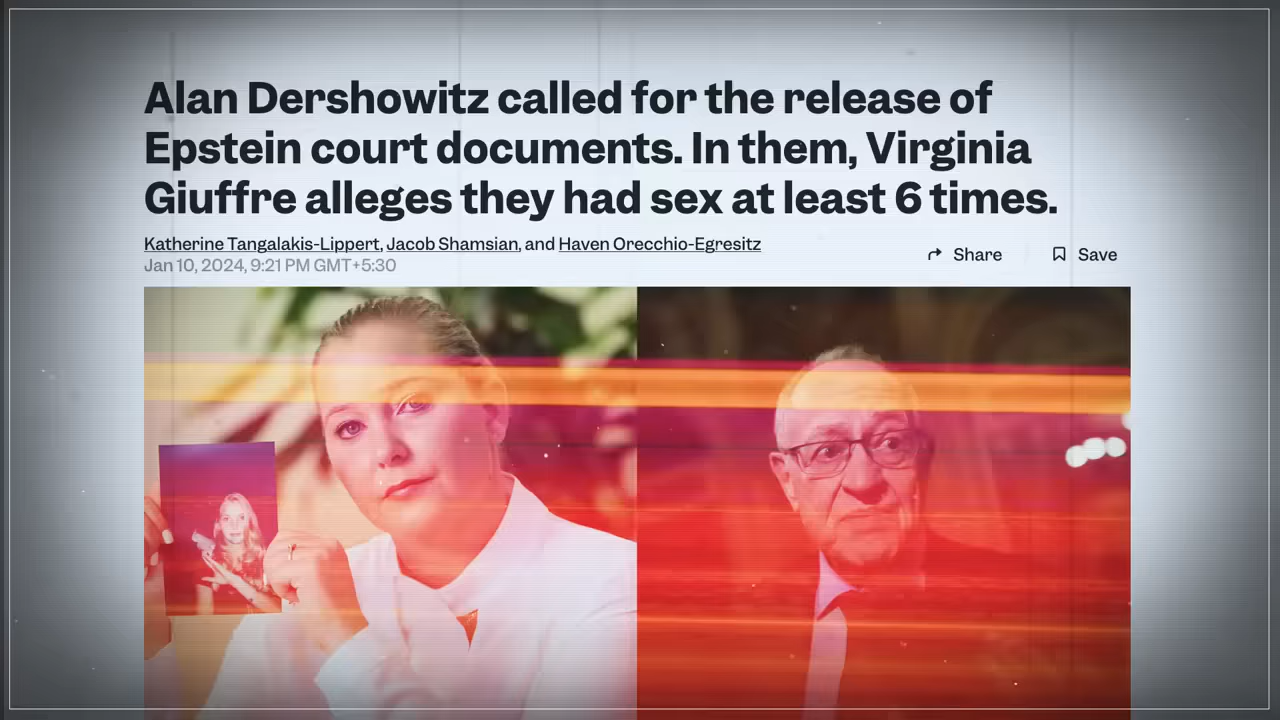 Alan Dershowitz called for the release of
Epstein court documents. In them, Virginia
Giuffre alleges they had sex at least 6 times.
Katherine Tangalakis-Lippert, Jacob Shamsian, and Haven Orecchio-Egresitz
Jan 10, 2024, 9:21 PM GMT+5:30
Share
Save